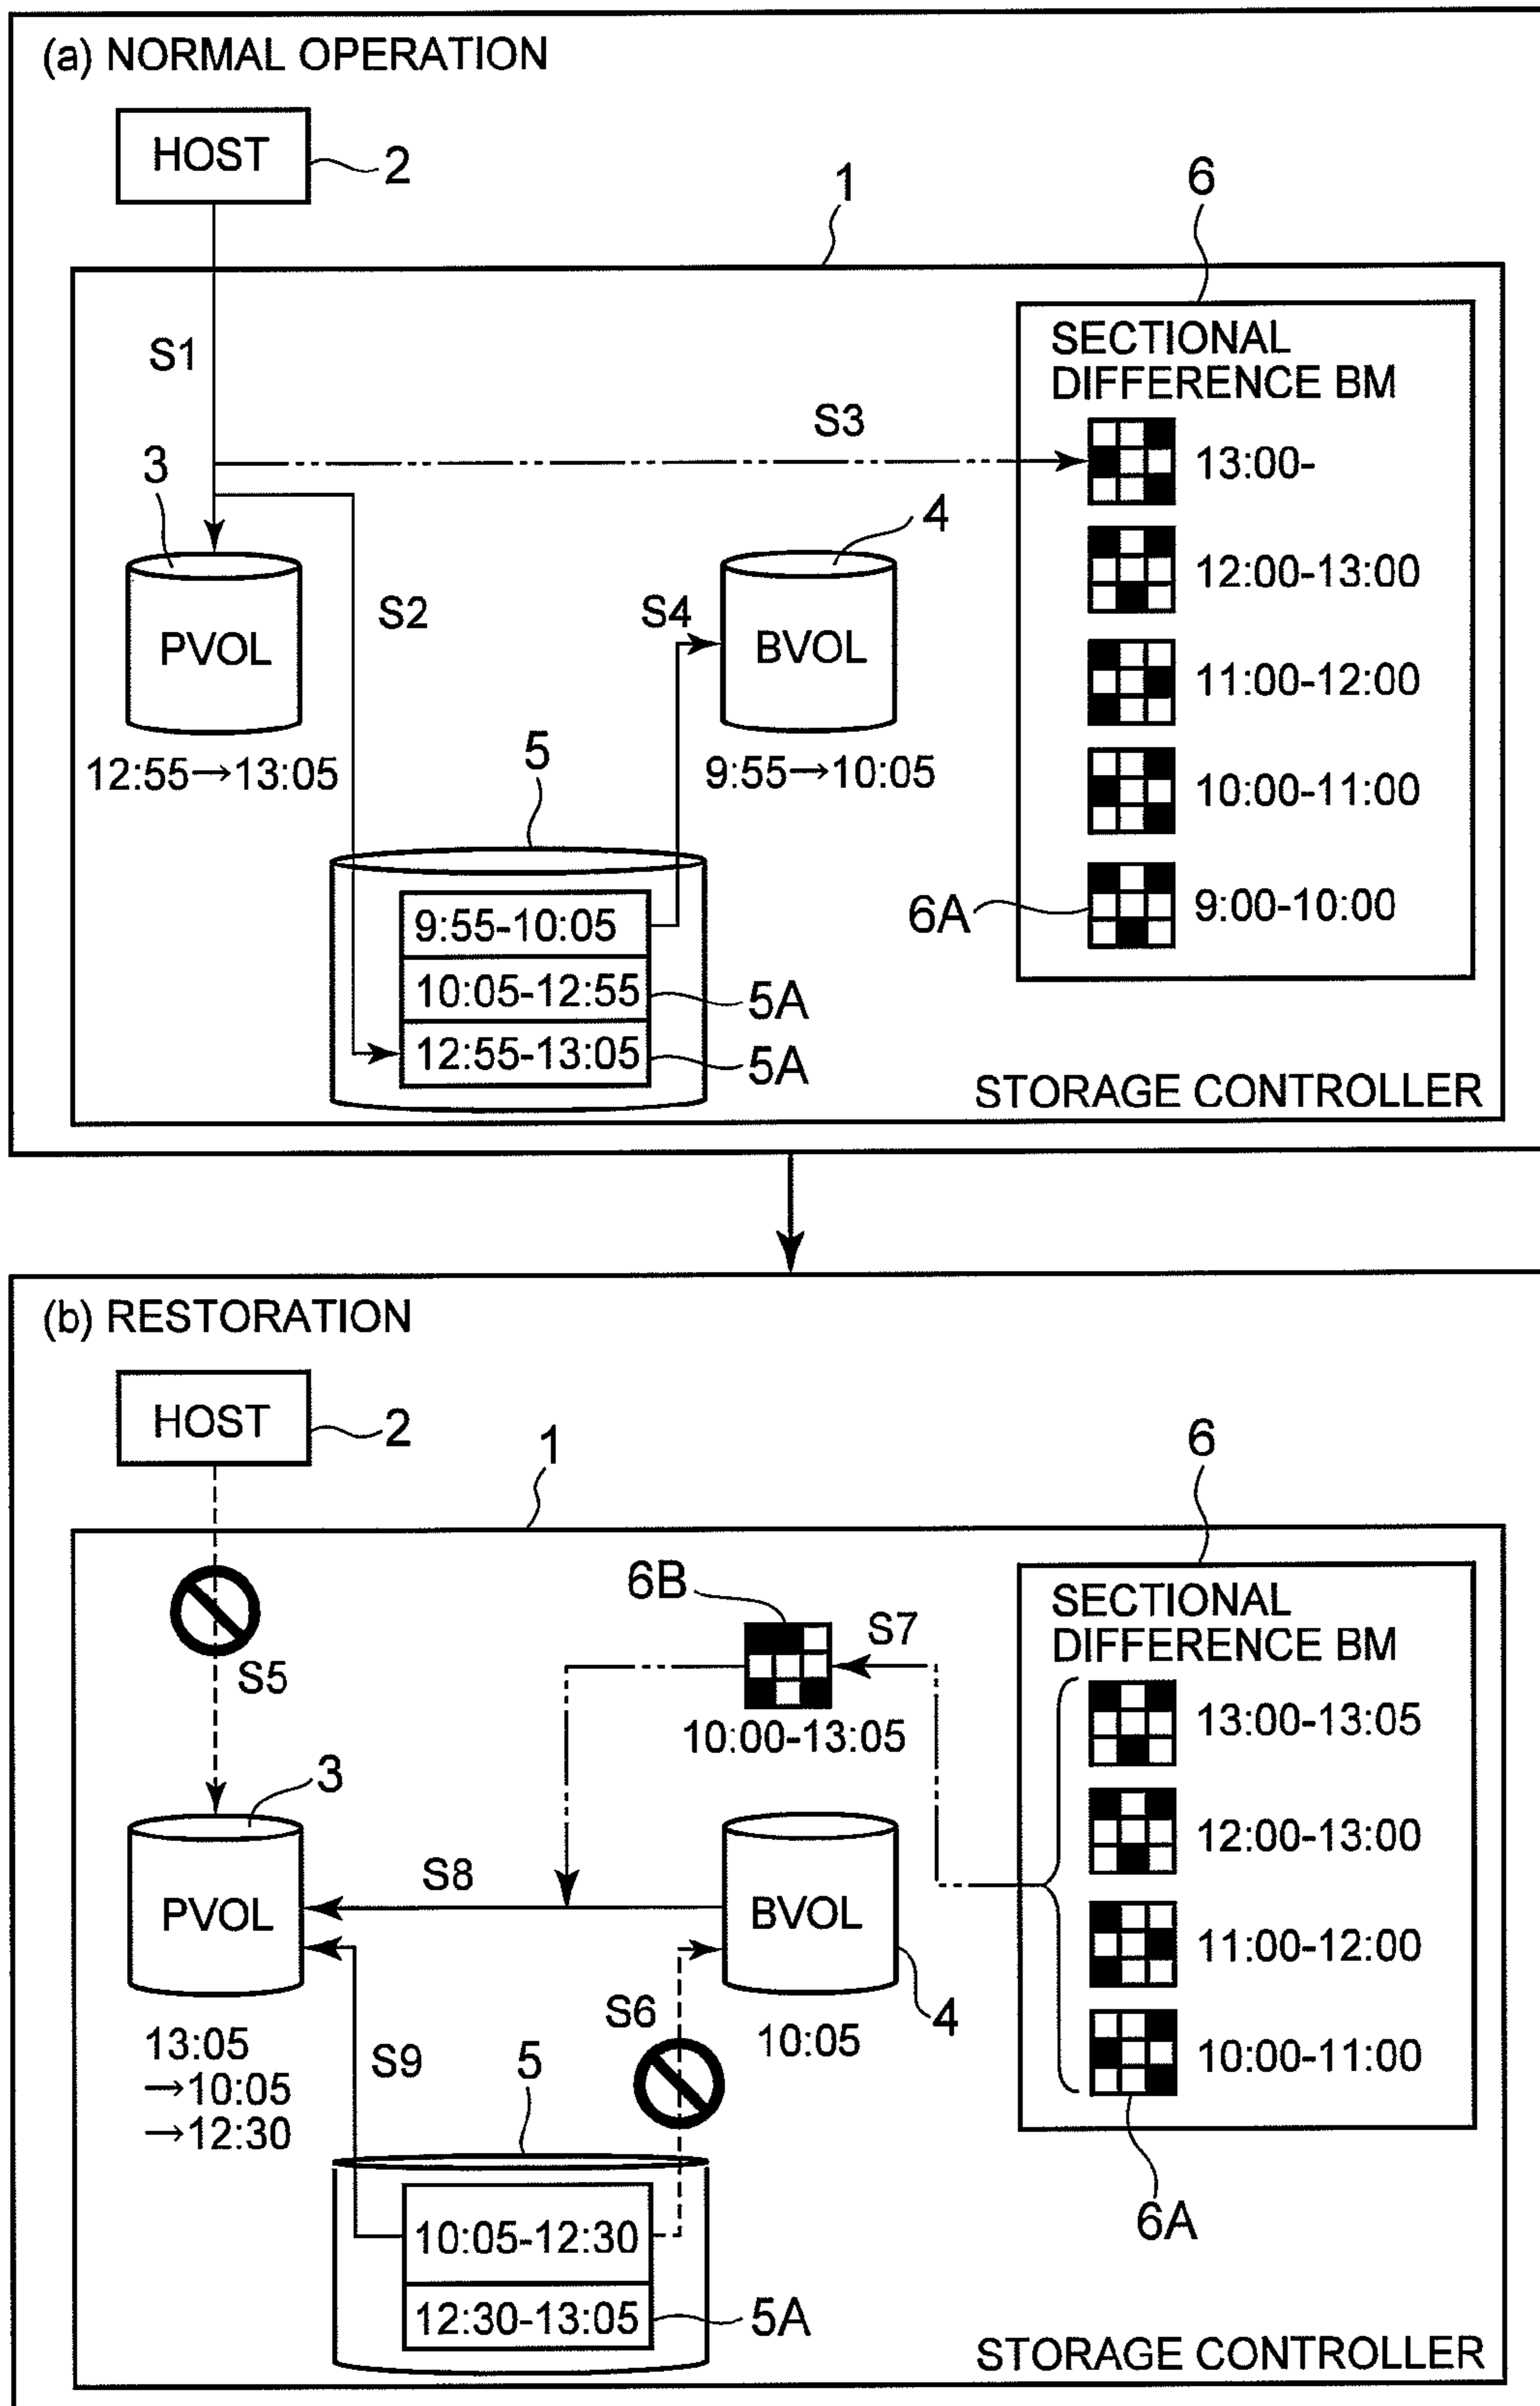 (a) NORMAL OPERATION
HOST
2
1
6
SECTIONAL
DIFFERENCE BM
S1
S3
13:00-
3
4
12:00-13:00
S2
S4
PVOL
BVOL
11:00-12:00
12:55→13:05
5
9:55→10:05
10:00-11:00
6A
9:00-10:00
9:55-10:05
10:05-12:55
5A
12:55-13:05
5A
STORAGE CONTROLLER
(b) RESTORATION
HOST
2
1
6
6B
S7
SECTIONAL
DIFFERENCE BM
S5
10:00-13:05
13:00-13:05
3
12:00-13:00
S8
PVOL
BVOL
11:00-12:00
S6
4
13:05
→10:05
→12:30
S9
5
10:05
10:00-11:00
6A
10:05-12:30
12:30-13:05
5A
STORAGE CONTROLLER